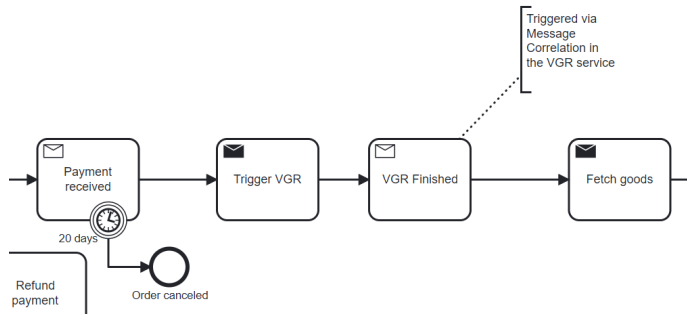 Triggered via
Message
Correlation in
the VGR service
Payment
received
Trigger VGR
VGR Finished
Fetch goods
20 days
Order canceled
Refund
payment